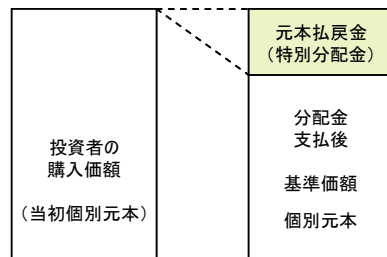 投資者の
購入価額
(当初個別元本)
元本払戻金
(特別分配金)
分配金
支払後
基準価額
個別元本